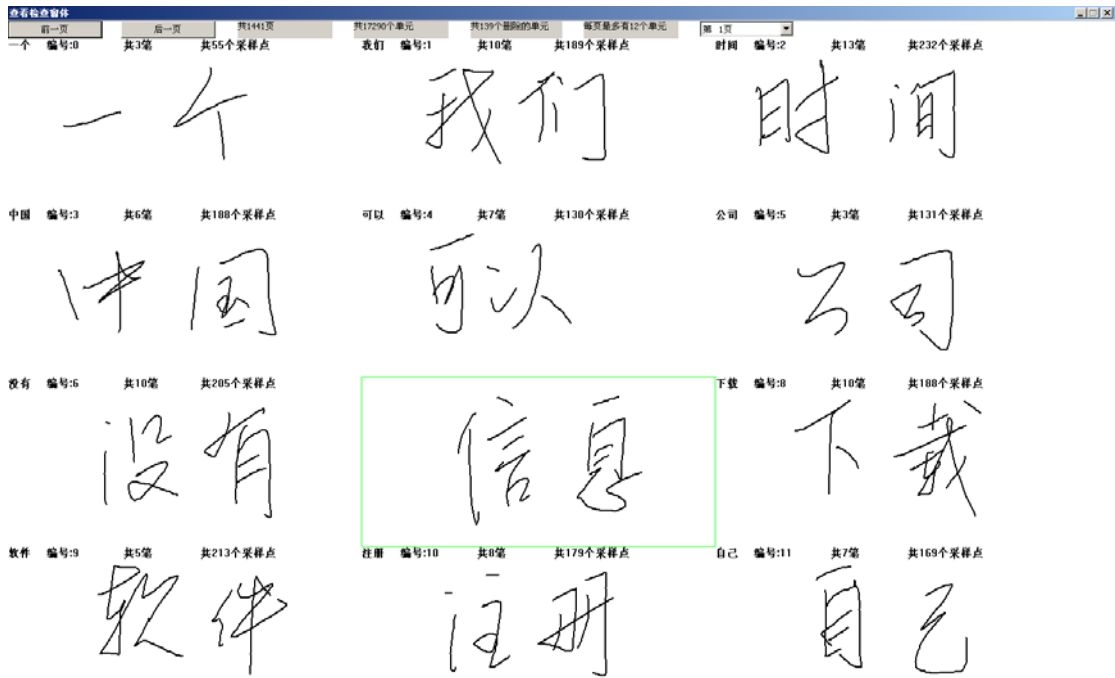 查看检查窗体
前一页 后一页 共1441页 共17290个单元 共139个删除的单元 每页最多有12个单元 第 1页
一个 编号:0 共3笔 共55个采样点 我们 编号:1 共10笔 共189个采样点 时间 编号:2 共13笔 共232个采样点
一个 我们 时间
中国 编号:3 共6笔 共188个采样点 可以 编号:4 共7笔 共130个采样点 公司 编号:5 共3笔 共131个采样点
中国 可以 公司
没有 编号:6 共10笔 共205个采样点 下载 编号:8 共10笔 共188个采样点
没有 信息 下载
软件 编号:9 共5笔 共213个采样点 注册 编号:10 共8笔 共179个采样点 自己 编号:11 共7笔 共169个采样点
软件 注册 自己